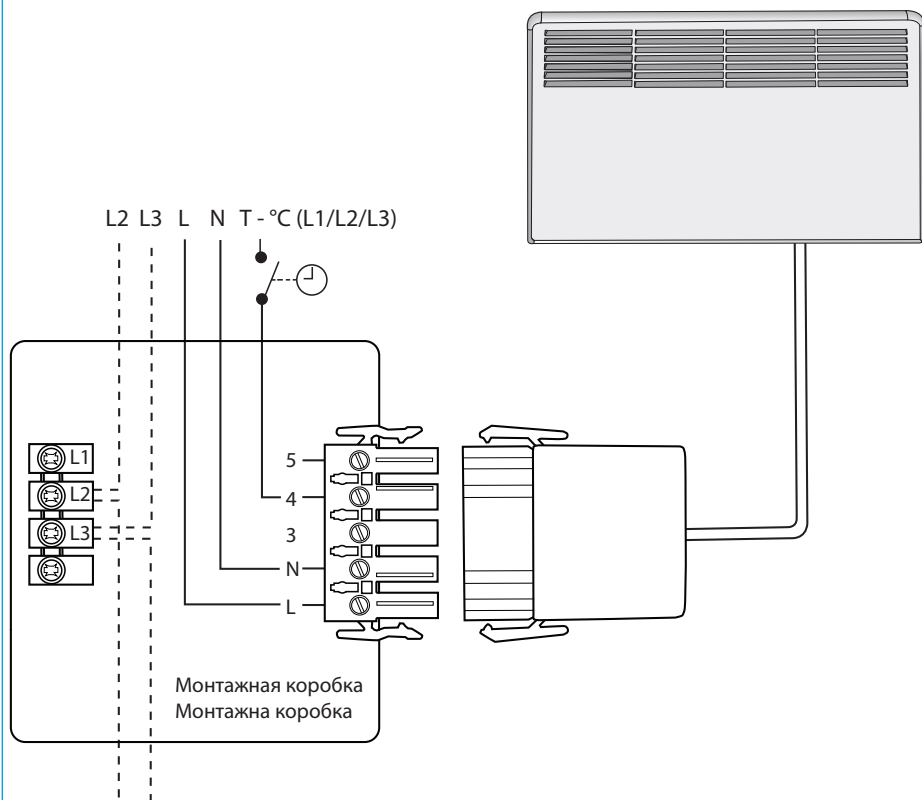 L2 L3 L N T - °C (L1/L2/L3)
L1
L2
L3
5
4
3
N
L
Монтажная коробка
Монтажна коробка